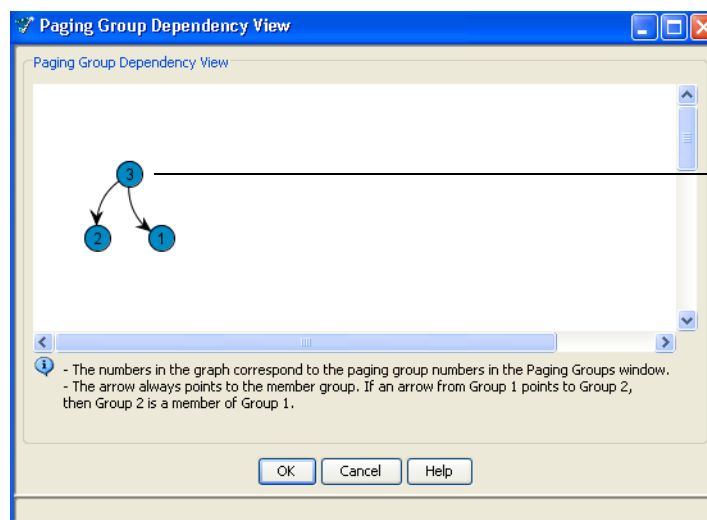 Paging Group Dependency View
Paging Group Dependency View
3
2
1
- The numbers in the graph correspond to the paging group numbers in the Paging Groups window.
- The arrow always points to the member group. If an arrow from Group 1 points to Group 2,
then Group 2 is a member of Group 1.
OK
Cancel
Help